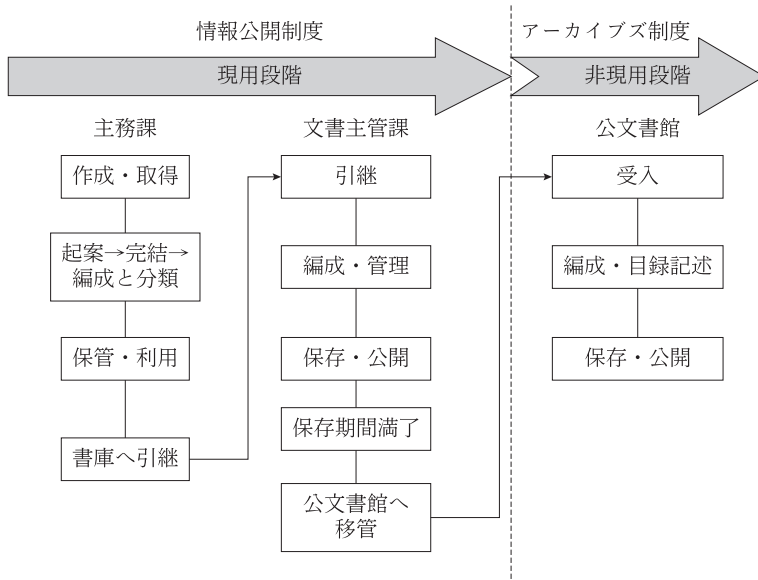 情報公開制度
アーカイブズ制度
現用段階
非現用段階
主務課
文書主管課
公文書館
作成・取得
起案→完結→
編成と分類
保管・利用
書庫へ引継
引継
編成・管理
保存・公開
保存期間満了
公文書館へ
移管
受入
編成・目録記述
保存・公開